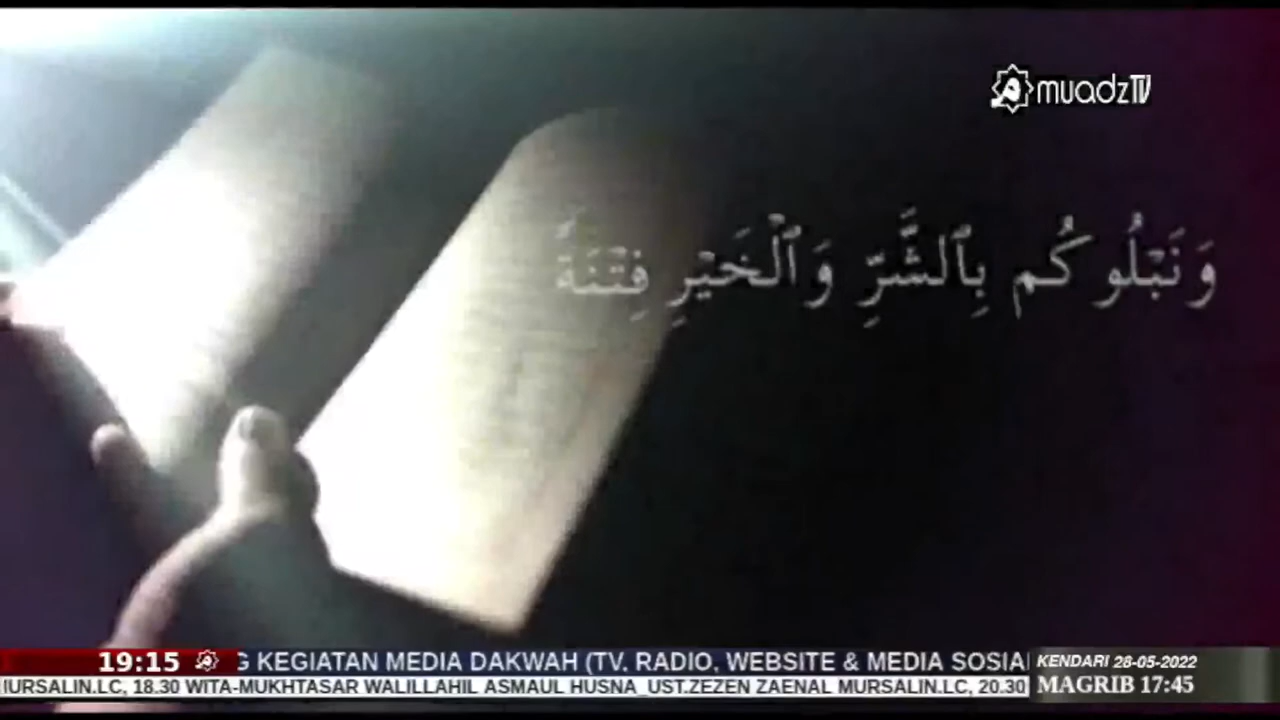 muadzTV
وَنَبْلُوكُم بِٱلشَّرِّ وَٱلْخَيْرِ فِتْنَةً
19:15 G KEGIATAN MEDIA DAKWAH (TV. RADIO, WEBSITE & MEDIA SOSIA
KENDARI 28-05-2022
IURSALIN.LC, 18.30 WITA-MUKHTASAR WALILLAHIL ASMAUL HUSNA_UST.ZEZEN ZAENAL MURSALIN.LC, 20.30
MAGRIB 17:45